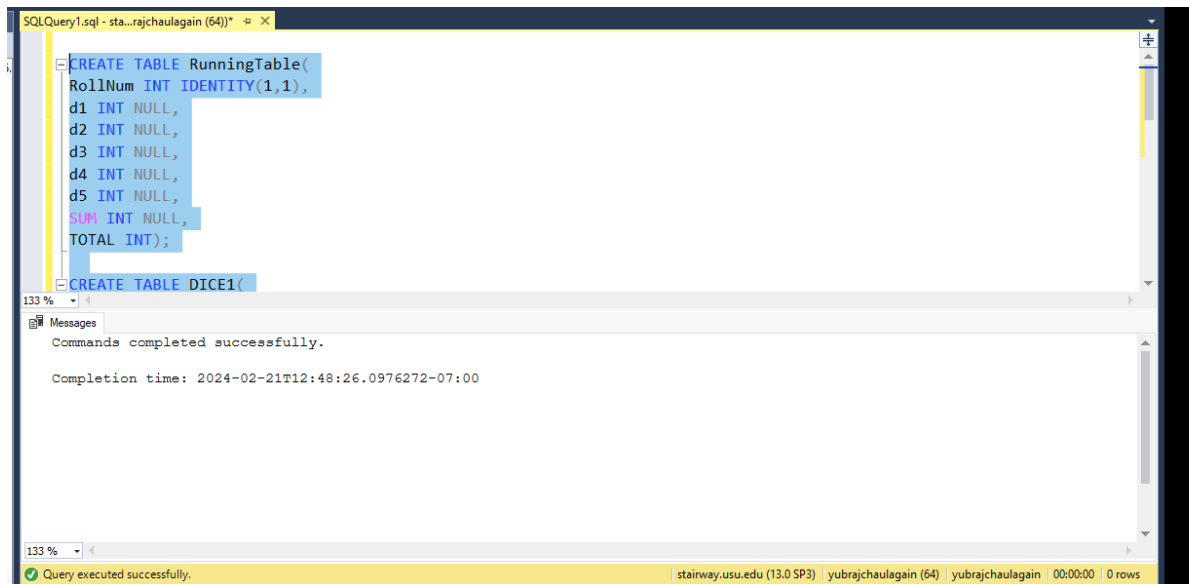 SQLQuery1.sql - sta...rajchaulagain (64))*
CREATE TABLE RunningTable(
RollNum INT IDENTITY(1,1),
d1 INT NULL,
d2 INT NULL,
d3 INT NULL,
d4 INT NULL,
d5 INT NULL,
SUM INT NULL,
TOTAL INT);
CREATE TABLE DICE1(
133 %
Messages
Commands completed successfully.
Completion time: 2024-02-21T12:48:26.0976272-07:00
133 %
Query executed successfully. stairway.usu.edu (13.0 SP3) yubrajchaulagain (64) yubrajchaulagain 00:00:00 0 rows